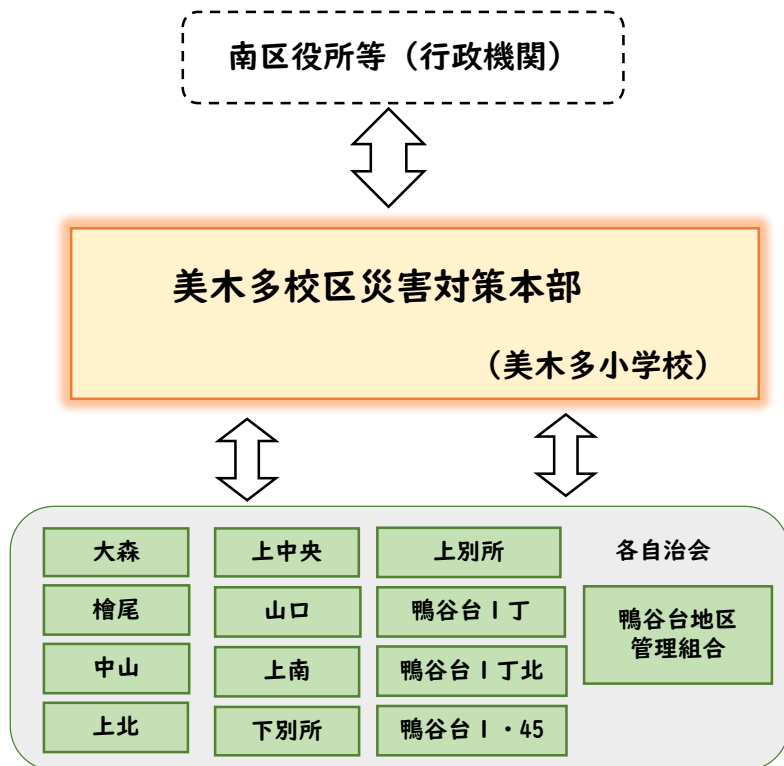 南区役所等（行政機関）
美木多校区災害対策本部
（美木多小学校）
大森
上中央
上別所
各自治会
檜尾
山口
鴨谷台１丁
鴨谷台地区
管理組合
中山
上南
鴨谷台１丁北
上北
下別所
鴨谷台１・45